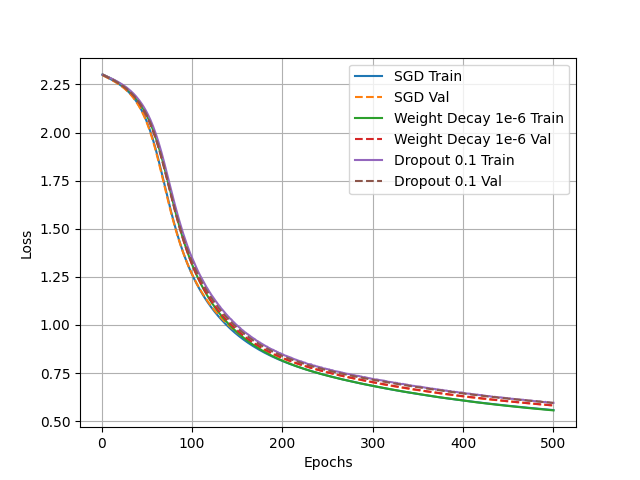 2.25
2.00
1.75
1.50
1.25
1.00
0.75
0.50
Loss
SGD Train
SGD Val
Weight Decay 1e-6 Train
Weight Decay 1e-6 Val
Dropout 0.1 Train
Dropout 0.1 Val
0 100 200 300 400 500
Epochs